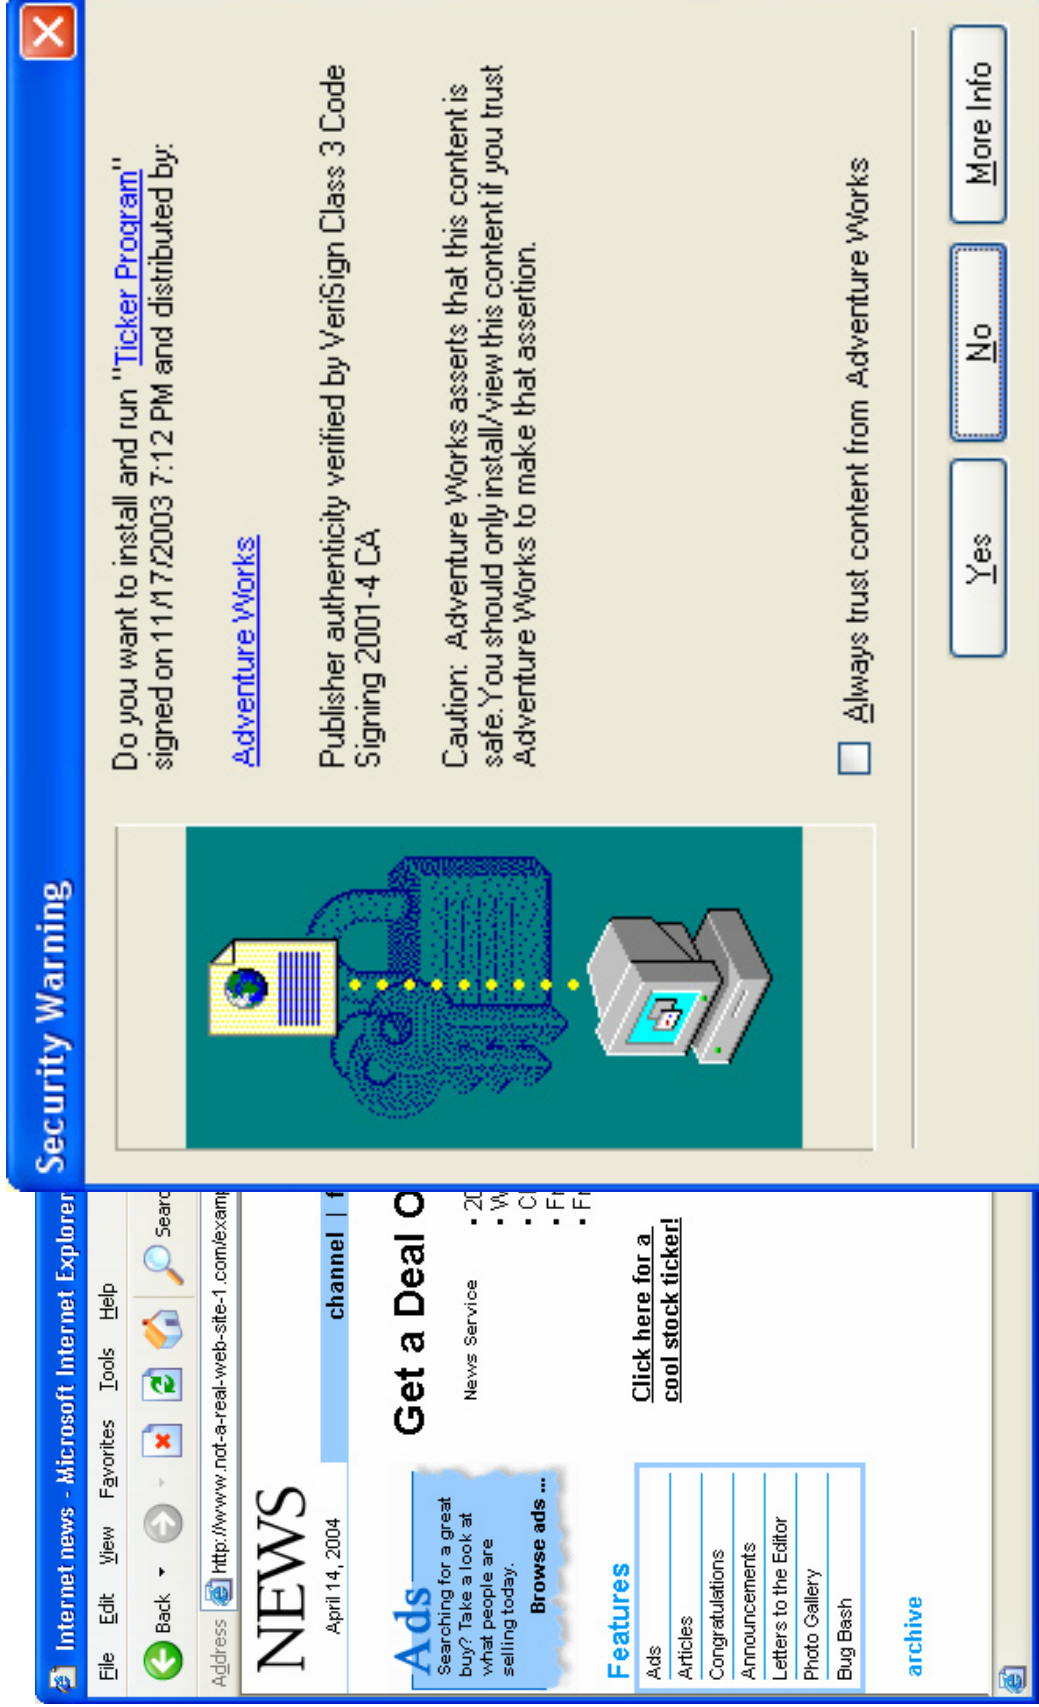 Internet news - Microsoft Internet Explorer
File Edit View Favorites Tools Help
Back Searc
Address http://www.not-a-real-web-site-1.com/examp
NEWS
April 14, 2004
channel | f
Ads
Searching for a great
buy? Take a look at
what people are
selling today.
Browse ads ...
Get a Deal O
News Service
• 20
• W
• Cl
• Fr
• Fr
Click here for a
cool stock ticker!
Features
Ads
Articles
Congratulations
Announcements
Letters to the Editor
Photo Gallery
Bug Bash
archive
Security Warning
Do you want to install and run "Ticker Program"
signed on 11/17/2003 7:12 PM and distributed by:
Adventure Works
Publisher authenticity verified by VeriSign Class 3 Code
Signing 2001-4 CA
Caution: Adventure Works asserts that this content is
safe. You should only install/view this content if you trust
Adventure Works to make that assertion.
Always trust content from Adventure Works
Yes No More Info